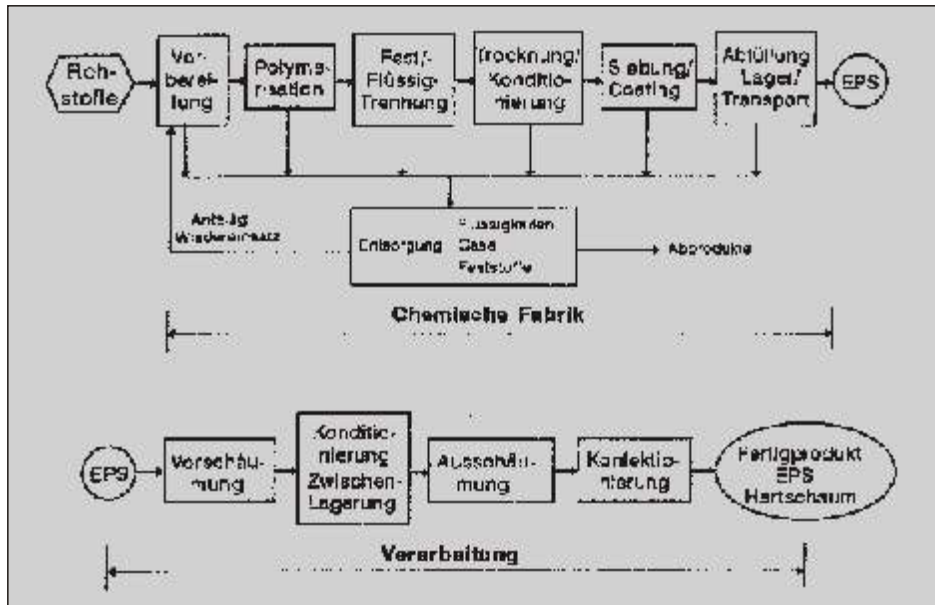 Roh-
stoffe
Vor-
berei-
tung
Polyme-
risation
Fest/-
Flüssig-
Trennung
Trocknung/
Konditio-
nierung
Siebung/
Coating
Abfüllung
Lager/
Transport
EPS
Anteilig
Wiedereinsatz
Entsorgung
Flüssigkeiten
Gase
Feststoffe
Abprodukte
Chemische Fabrik
EPS
Vorschäu-
mung
Konditio-
nierung
Zwischen-
Lagerung
Ausschäu-
mung
Konfektio-
nierung
Fertigprodukt
EPS
Hartschaum
Verarbeitung